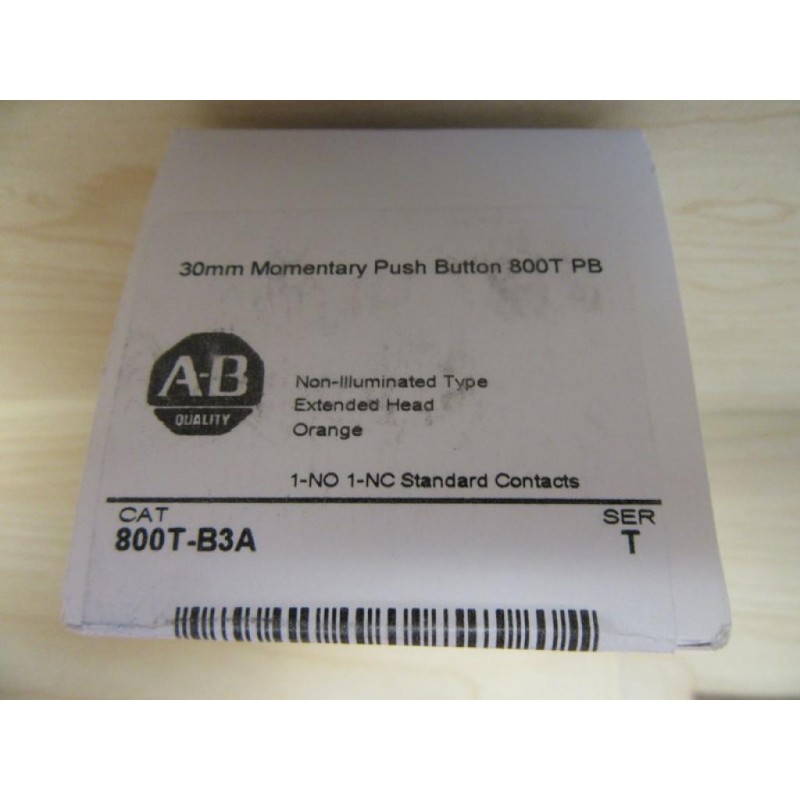 30mm Momentary Push Button 800T PB
A-B
QUALITY
Non-Illuminated Type
Extended Head
Orange
1-NO 1-NC Standard Contacts
CAT SER
800T-B3A T